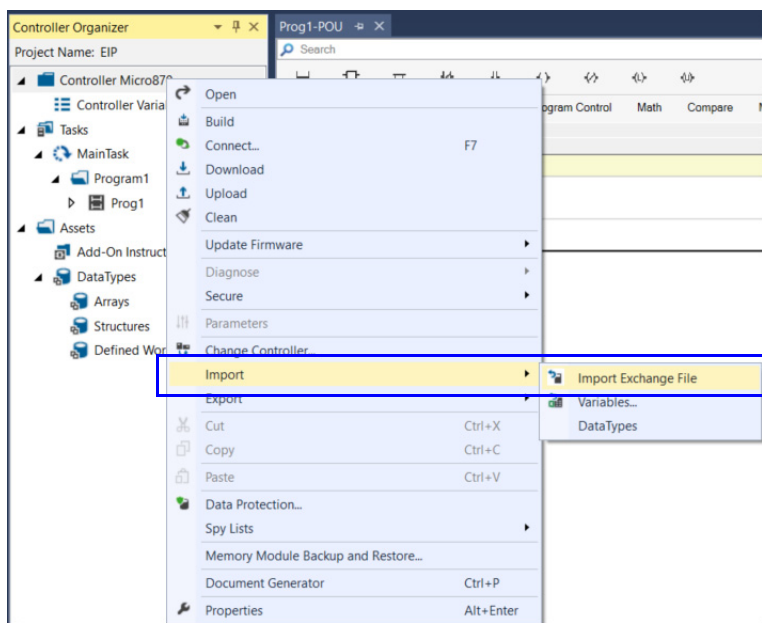 Controller Organizer
Project Name: EIP
Controller Micro870
Controller Varia
Tasks
MainTask
Program1
Prog1
Assets
Add-On Instruct
DataTypes
Arrays
Structures
Defined Wor
Prog1-POU
Search
ogram Control Math Compare
Open
Build
Connect... F7
Download
Upload
Clean
Update Firmware
Diagnose
Secure
Parameters
Change Controller...
Import
Export
Cut Ctrl+X
Copy Ctrl+C
Paste Ctrl+V
Data Protection...
Spy Lists
Memory Module Backup and Restore...
Document Generator Ctrl+P
Properties Alt+Enter
Import Exchange File
Variables...
DataTypes